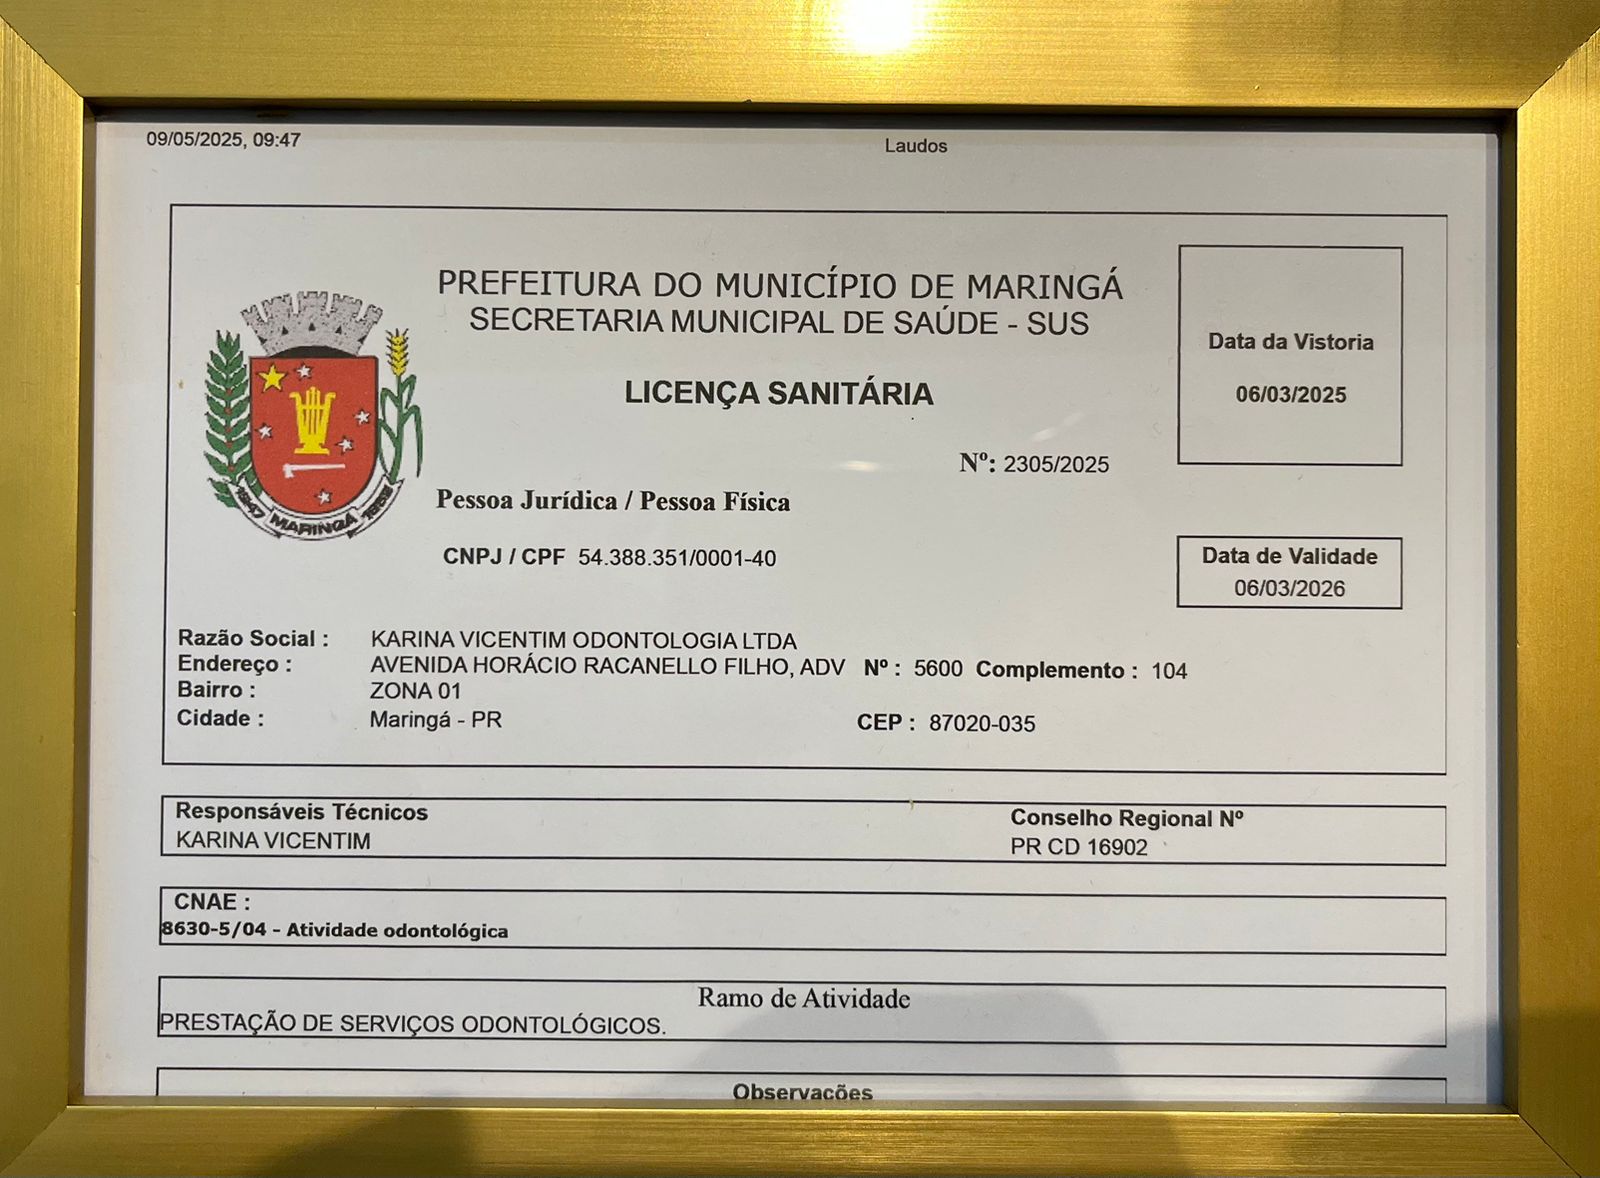 09/05/2025, 09:47
Laudos
PREFEITURA DO MUNICÍPIO DE MARINGÁ
SECRETARIA MUNICIPAL DE SAÚDE - SUS
LICENÇA SANITÁRIA
Data da Vistoria
06/03/2025
Nº: 2305/2025
Pessoa Jurídica / Pessoa Física
1947 MARINGÁ 1952
CNPJ / CPF 54.388.351/0001-40
Data de Validade
06/03/2026
Razão Social : KARINA VICENTIM ODONTOLOGIA LTDA
Endereço : AVENIDA HORÁCIO RACANELLO FILHO, ADV Nº : 5600 Complemento : 104
Bairro : ZONA 01
Cidade : Maringá - PR CEP : 87020-035
Responsáveis Técnicos Conselho Regional Nº
KARINA VICENTIM PR CD 16902
CNAE :
8630-5/04 - Atividade odontológica
Ramo de Atividade
PRESTAÇÃO DE SERVIÇOS ODONTOLÓGICOS.
Observações